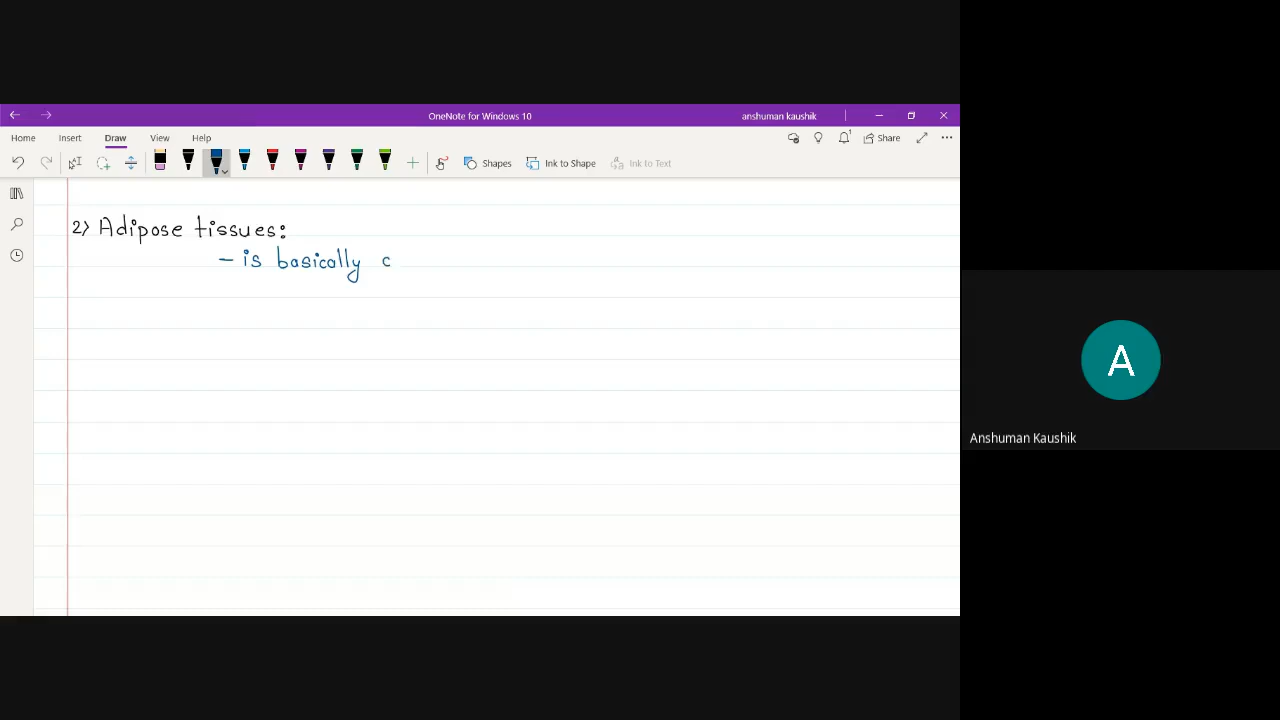 OneNote for Windows 10
anshuman kaushik
Home Insert Draw View Help
Share
Shapes Ink to Shape Ink to Text
2) Adipose tissues:
- is basically c
A
Anshuman Kaushik